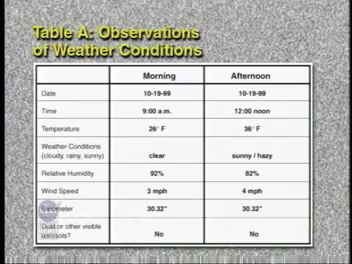 Table A: Observations
of Weather Conditions
Morning Afternoon
Date 10-19-99 10-19-99
Time 9:00 a.m. 12:00 noon
Temperature 26° F 36° F
Weather Conditions
(cloudy, rainy, sunny) clear sunny / hazy
Relative Humidity 92% 82%
Wind Speed 3 mph 4 mph
Barometer 30.32" 30.32"
Dust or other visible
aerosols? No No